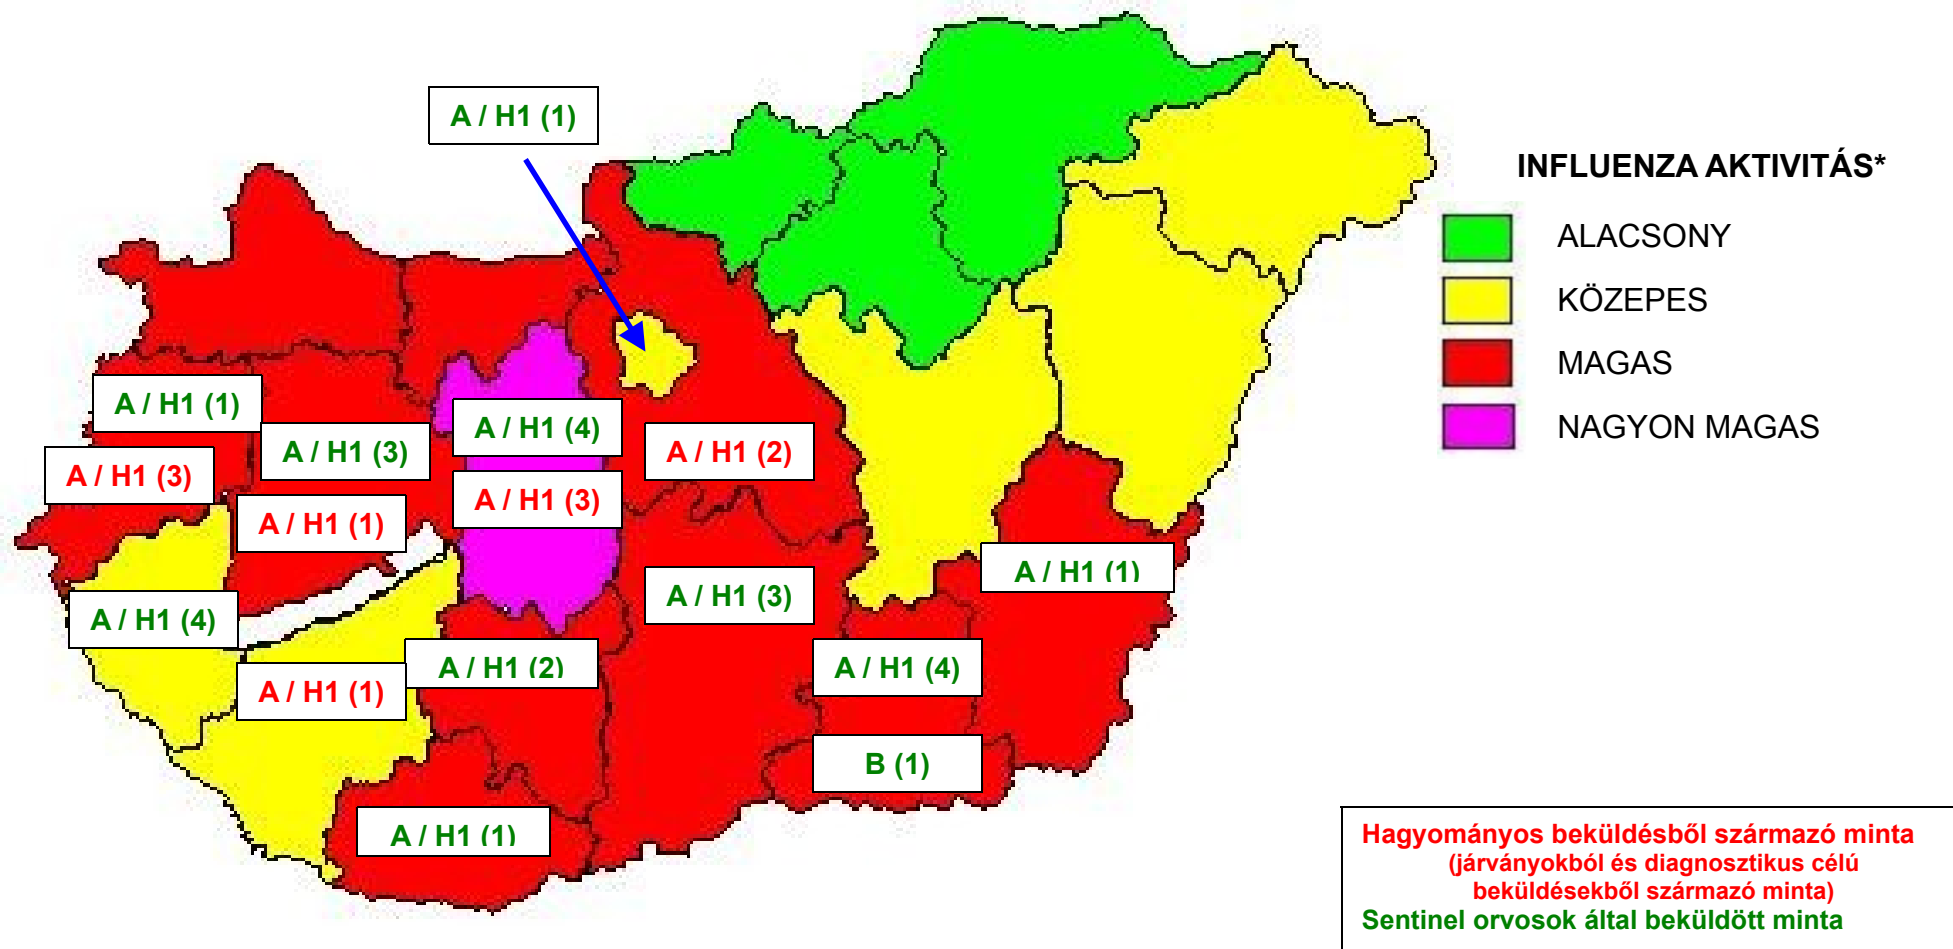 A / H1 (1)
INFLUENZA AKTIVITÁS*
ALACSONY
KÖZEPES
MAGAS
NAGYON MAGAS
A / H1 (1)
A / H1 (3)
A / H1 (4)
A / H1 (2)
A / H1 (3)
A / H1 (3)
A / H1 (1)
A / H1 (1)
A / H1 (3)
A / H1 (4)
A / H1 (2)
A / H1 (4)
A / H1 (1)
B (1)
A / H1 (1)
Hagyományos beküldésből származó minta
(járványokból és diagnosztikus célú
beküldésekből származó minta)
Sentinel orvosok által beküldött minta